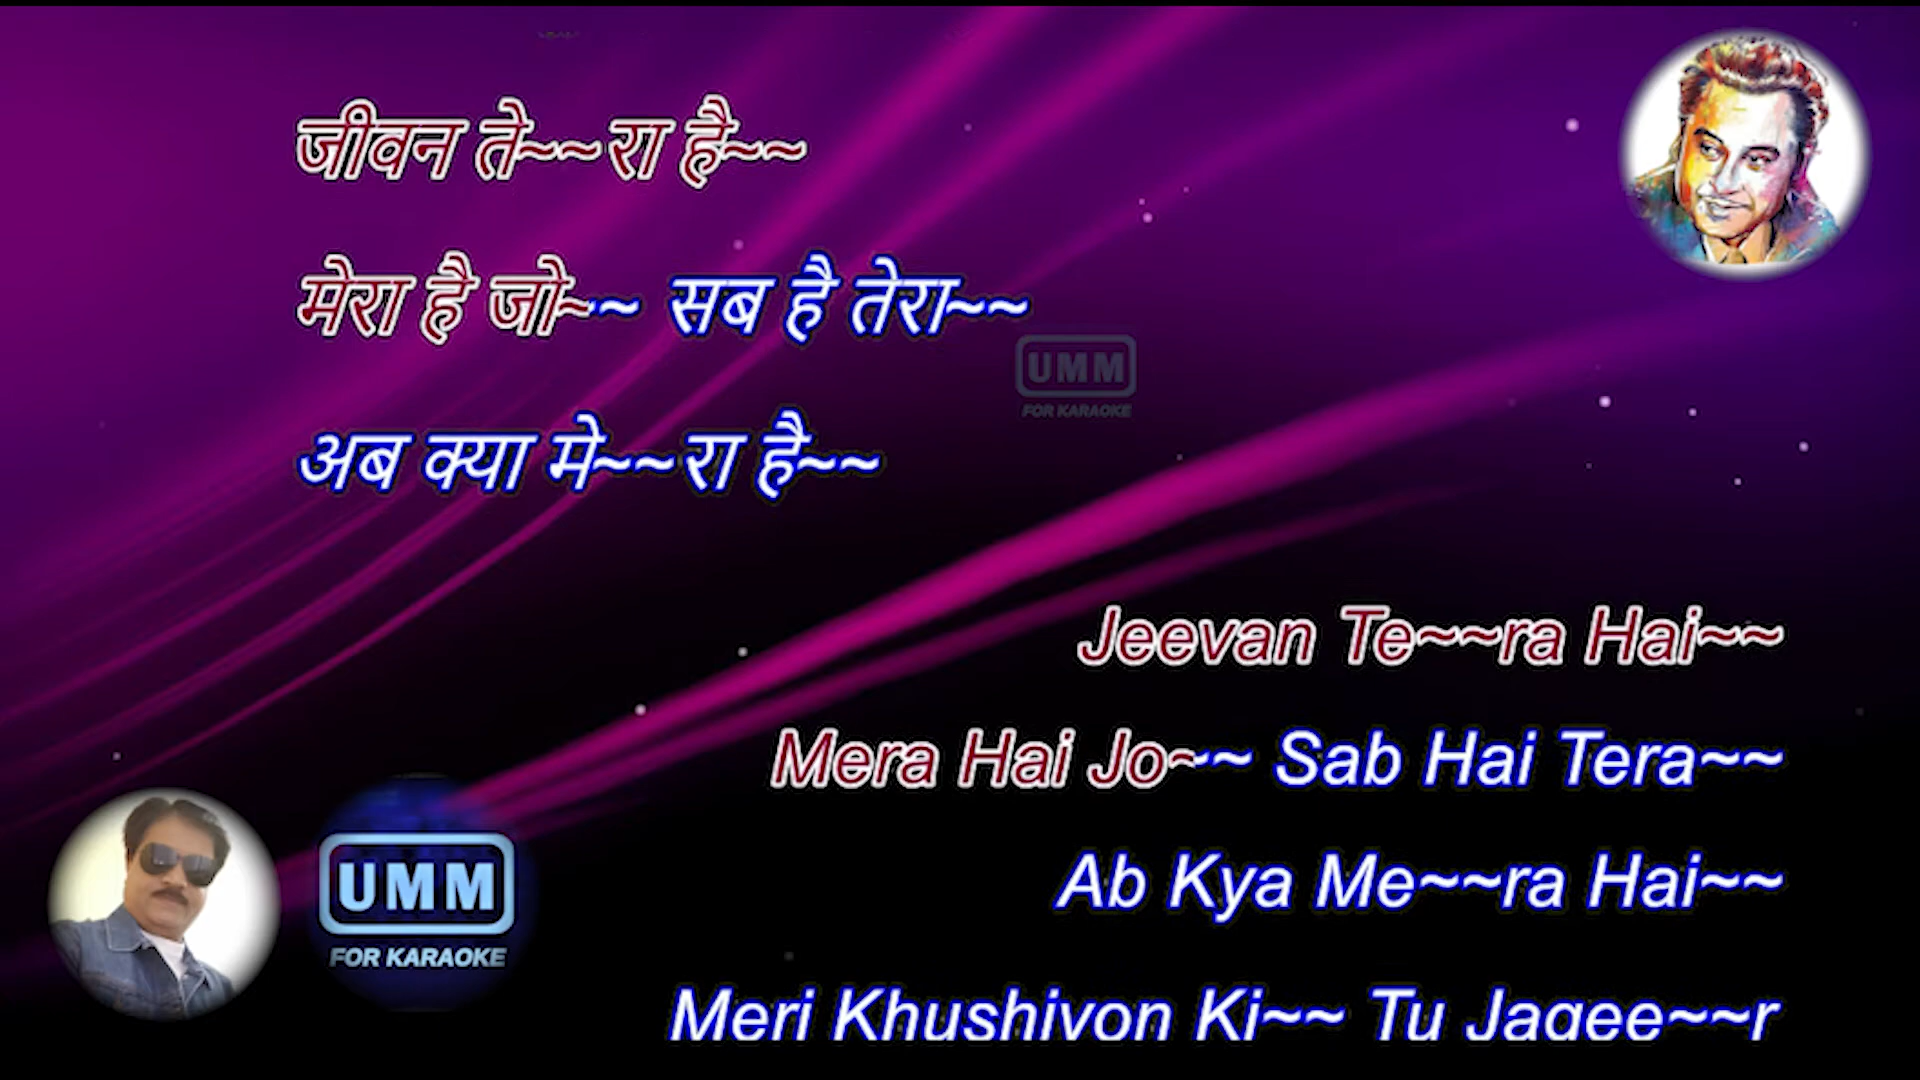 जीवन ते~~रा है~~
मेरा है जो~~ सब है तेरा~~
UMM
FOR KARAOKE
अब क्या मे~~रा है~~
Jeevan Te~~ra Hai~~
Mera Hai Jo~~ Sab Hai Tera~~
Ab Kya Me~~ra Hai~~
UMM
FOR KARAOKE
Meri Khushivon Ki~~ Tu Jagee~~r